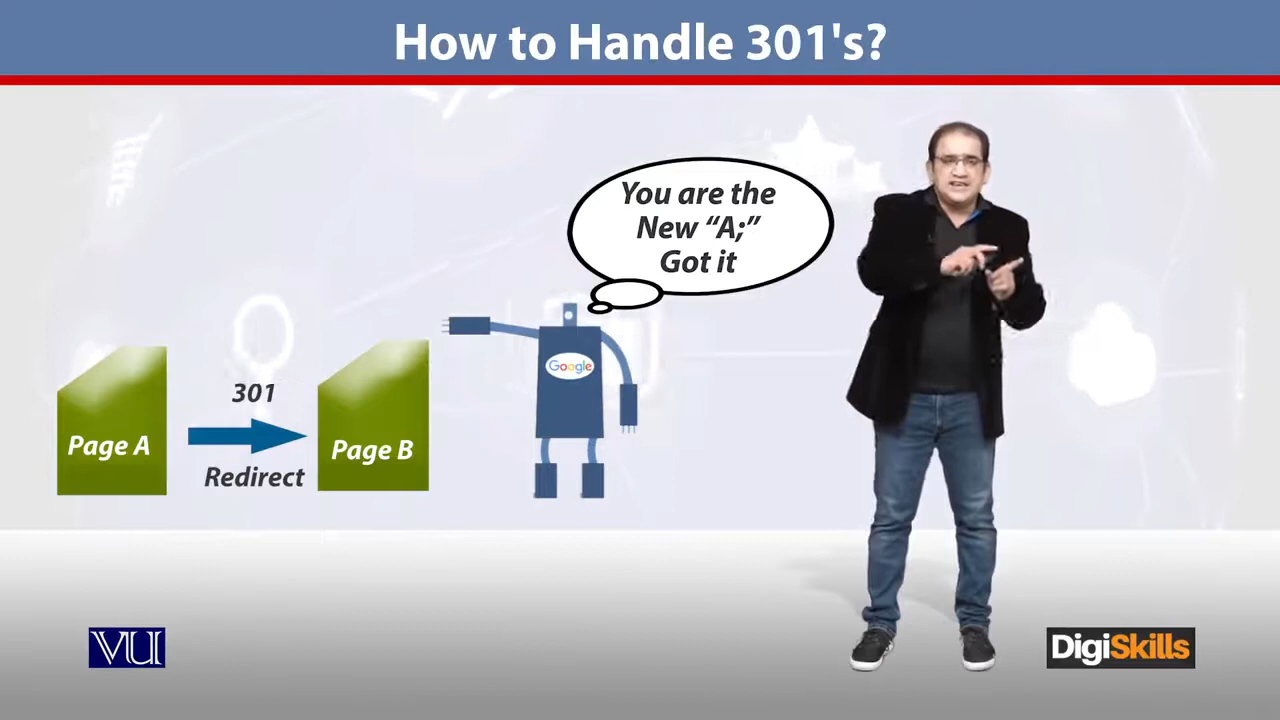 How to Handle 301's?
You are the
New “A;”
Got it
Google
301
Page A
Page B
Redirect
VU
DigiSkills